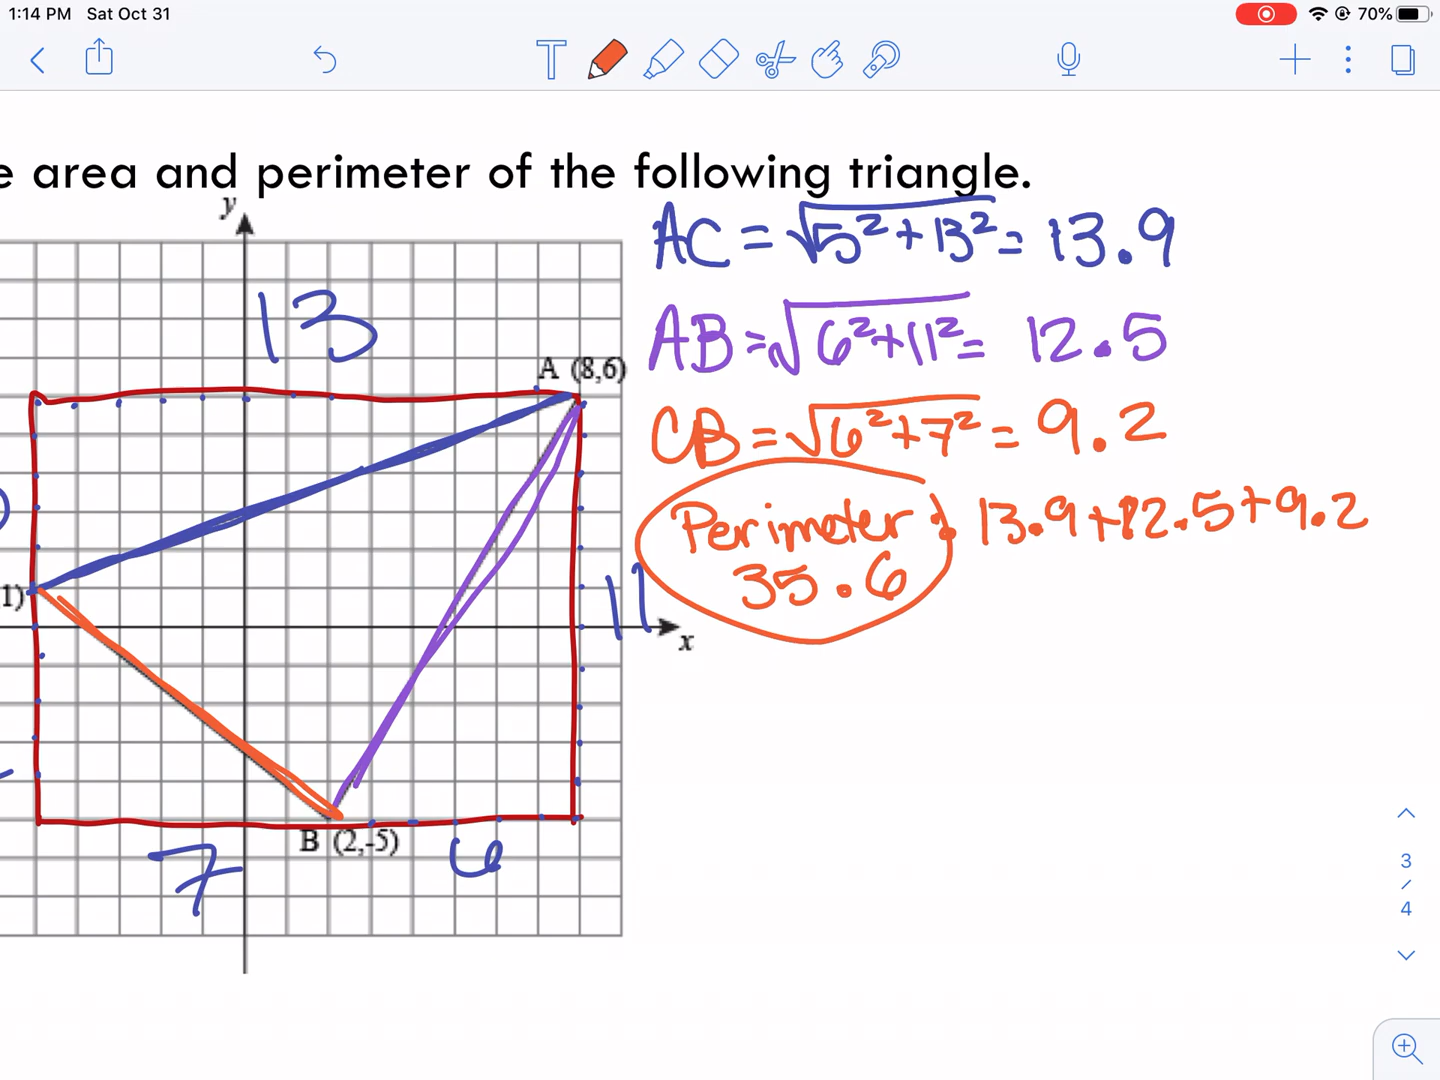 1:14 PM Sat Oct 31
70%
e area and perimeter of the following triangle.
y
AC = √5²+13² = 13.9
13
AB = √6²+11² = 12.5
A (8,6)
CB = √6²+7² = 9.2
Perimeter: 13.9+12.5+9.2
35.6
1)
11
x
B (2,-5)
7
6
3
/
4